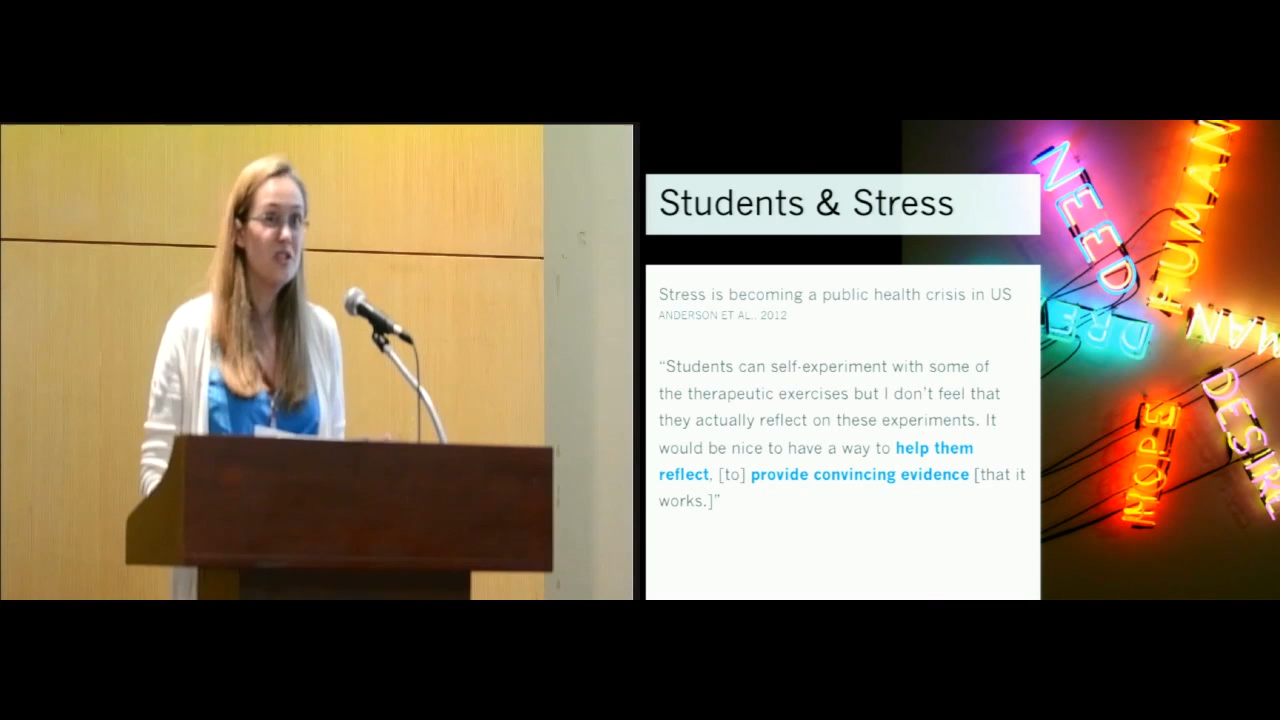 Students & Stress
Stress is becoming a public health crisis in US
ANDERSON ET AL., 2012
“Students can self-experiment with some of
the therapeutic exercises but I don’t feel that
they actually reflect on these experiments. It
would be nice to have a way to help them
reflect, [to] provide convincing evidence [that it
works.]”
NEED
HUMAN
HUMAN
HOPE
DESIRE